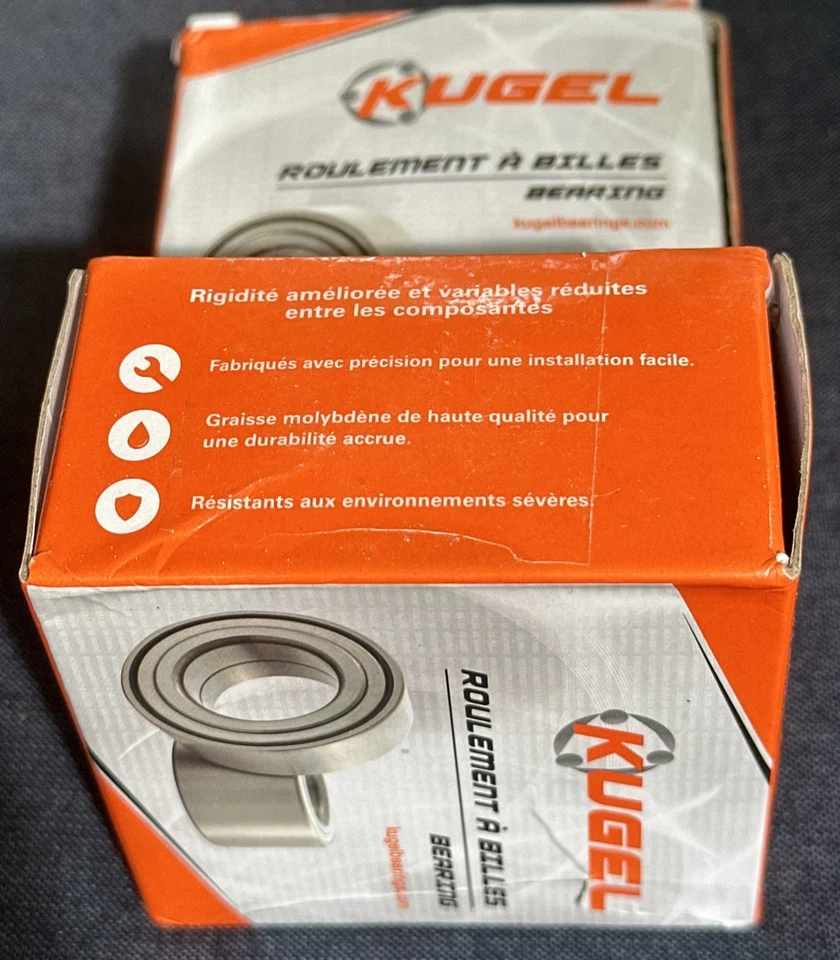 KUGEL
ROULEMENT À BILLES
BEARING
kugelbearings.com
Rigidité améliorée et variables réduites
entre les composantes
Fabriqués avec précision pour une installation facile.
Graisse molybdène de haute qualité pour
une durabilité accrue.
Résistants aux environnements sévères.
KUGEL
ROULEMENT À BILLES
BEARING
kugelbearings.com